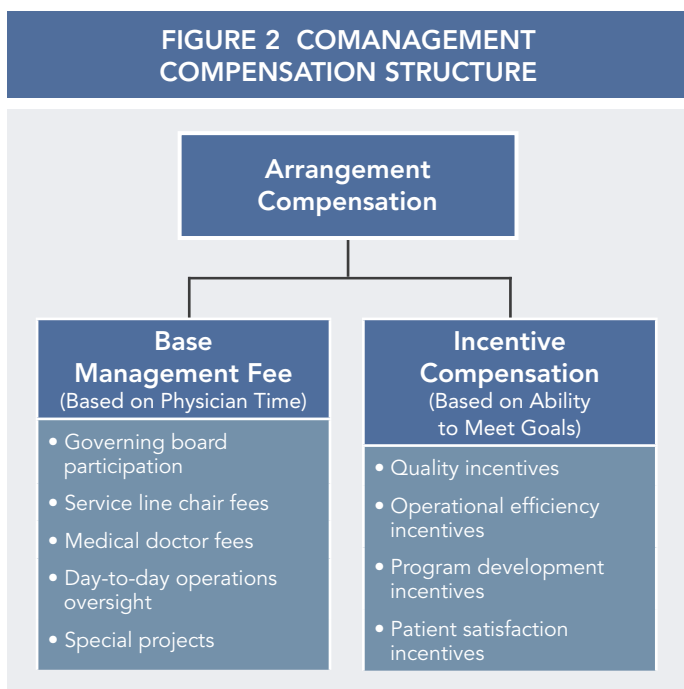 FIGURE 2 COMANAGEMENT
COMPENSATION STRUCTURE
Arrangement
Compensation
Base
Management Fee
(Based on Physician Time)
• Governing board
participation
• Service line chair fees
• Medical doctor fees
• Day-to-day operations
oversight
• Special projects
Incentive
Compensation
(Based on Ability
to Meet Goals)
• Quality incentives
• Operational efficiency
incentives
• Program development
incentives
• Patient satisfaction
incentives